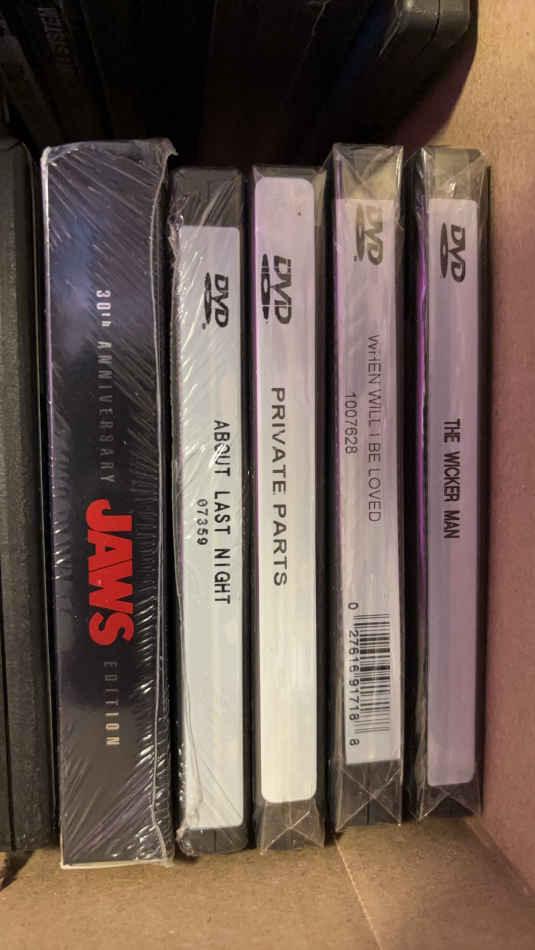 30th ANNIVERSARY JAWS EDITION
DVD
ABOUT LAST NIGHT
07359
DVD
PRIVATE PARTS
DVD
WHEN WILL I BE LOVED
1007628
0 27616 91718 8
DVD
THE WICKER MAN